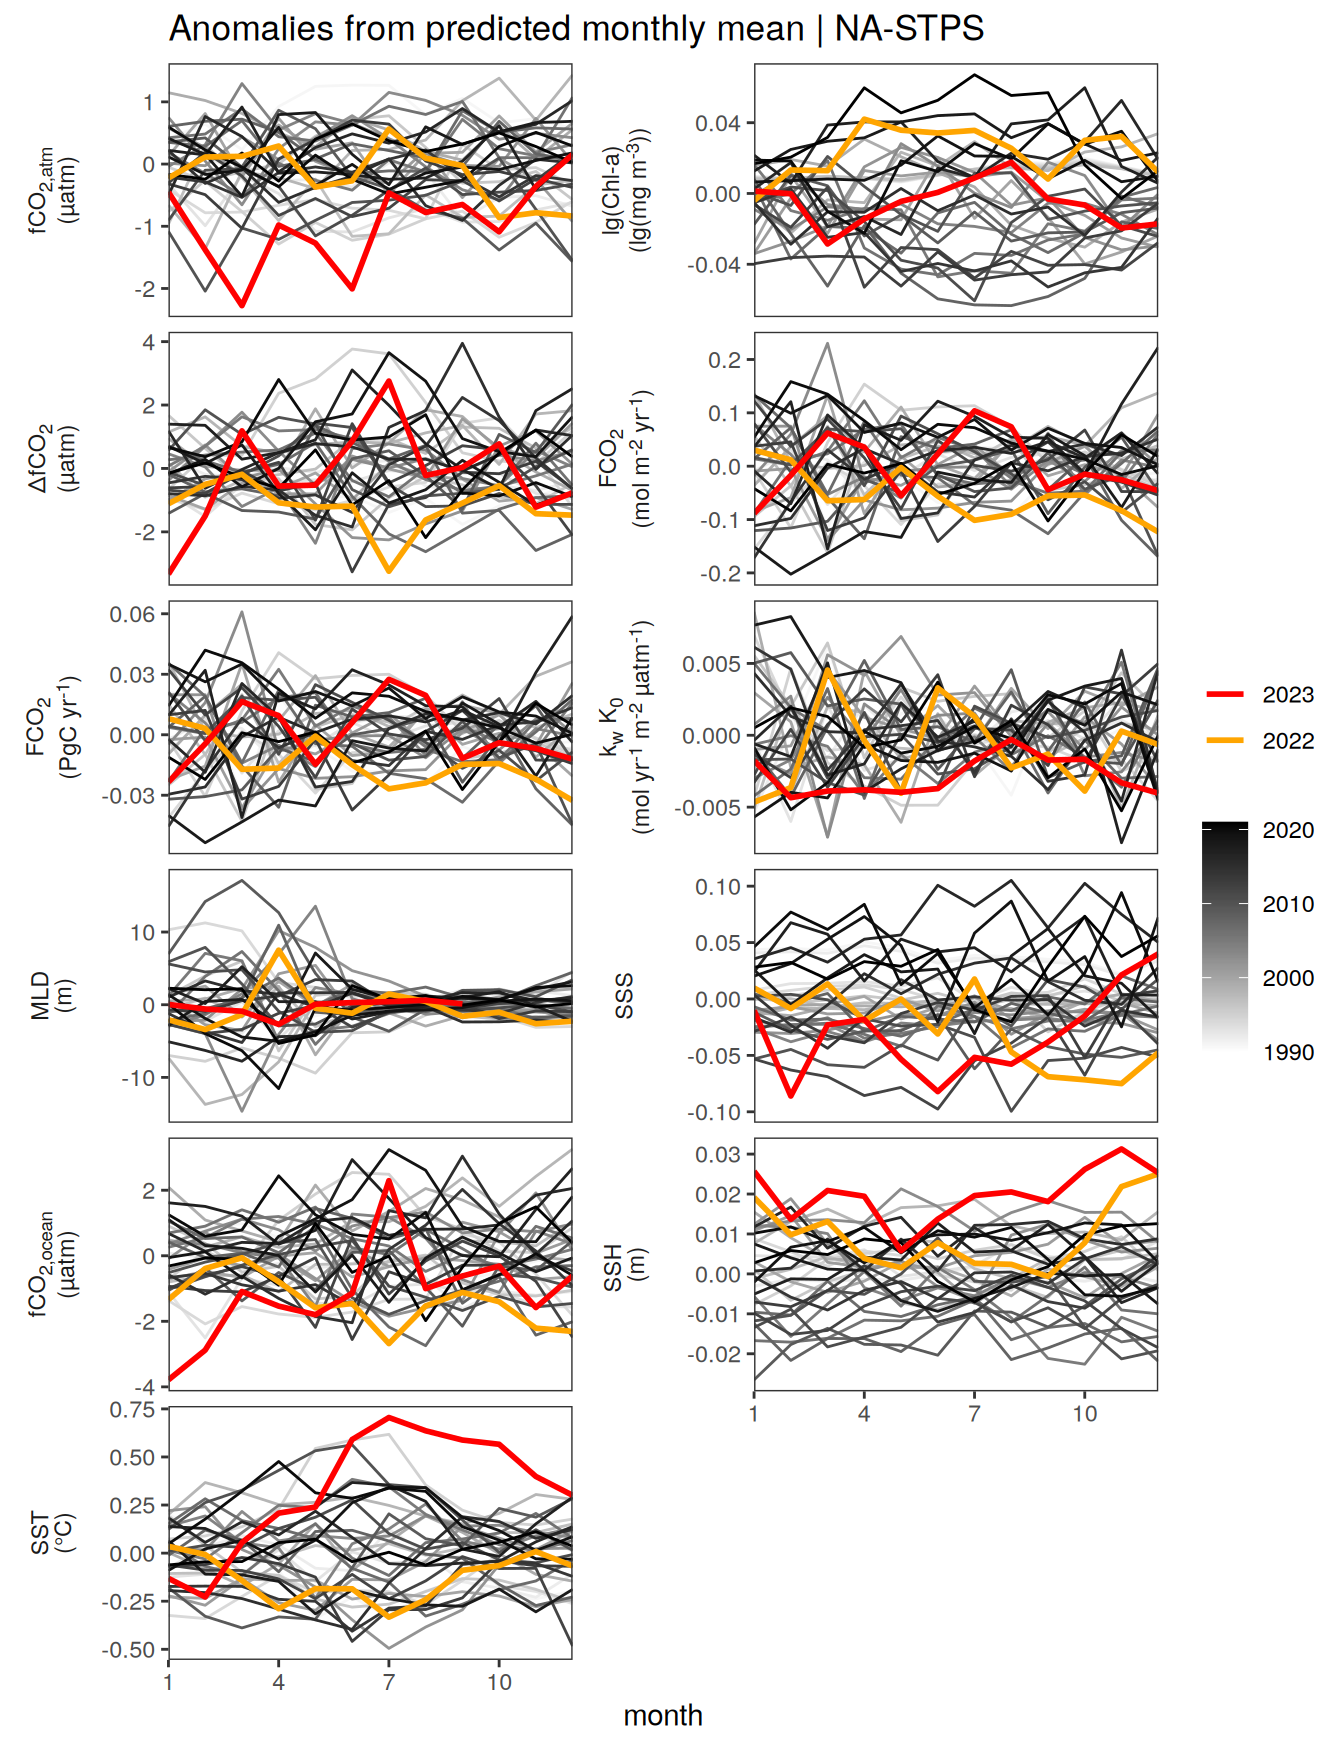 Anomalies from predicted monthly mean | NA-STPS
fCO2,atm
(µatm)
1
0
-1
-2
lg(Chl-a)
(lg(mg m-3))
0.04
0.00
-0.04
ΔfCO2
(µatm)
4
2
0
-2
FCO2
(mol m-2 yr-1)
0.2
0.1
0.0
-0.1
-0.2
FCO2
(PgC yr-1)
0.06
0.03
0.00
-0.03
kw K0
(mol yr-1 m-2 µatm-1)
0.005
0.000
-0.005
MLD
(m)
10
0
-10
SSS
0.10
0.05
0.00
-0.05
-0.10
fCO2,ocean
(µatm)
2
0
-2
-4
SSH
(m)
0.03
0.02
0.01
0.00
-0.01
-0.02
1 4 7 10
SST
(°C)
0.75
0.50
0.25
0.00
-0.25
-0.50
1 4 7 10
month
2023
2022
2020
2010
2000
1990